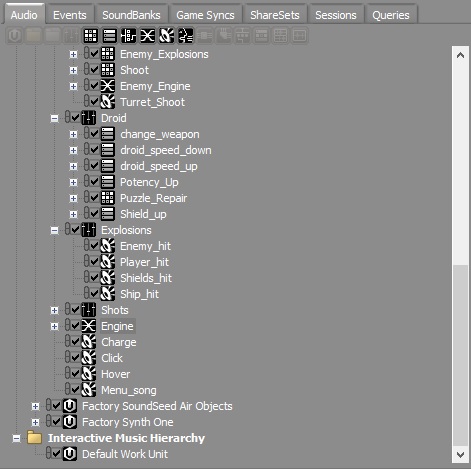 Audio Events SoundBanks Game Syncs ShareSets Sessions Queries
Enemy_Explosions
Shoot
Enemy_Engine
Turret_Shoot
Droid
change_weapon
droid_speed_down
droid_speed_up
Potency_Up
Puzzle_Repair
Shield_up
Explosions
Enemy_hit
Player_hit
Shields_hit
Ship_hit
Shots
Engine
Charge
Click
Hover
Menu_song
Factory SoundSeed Air Objects
Factory Synth One
Interactive Music Hierarchy
Default Work Unit